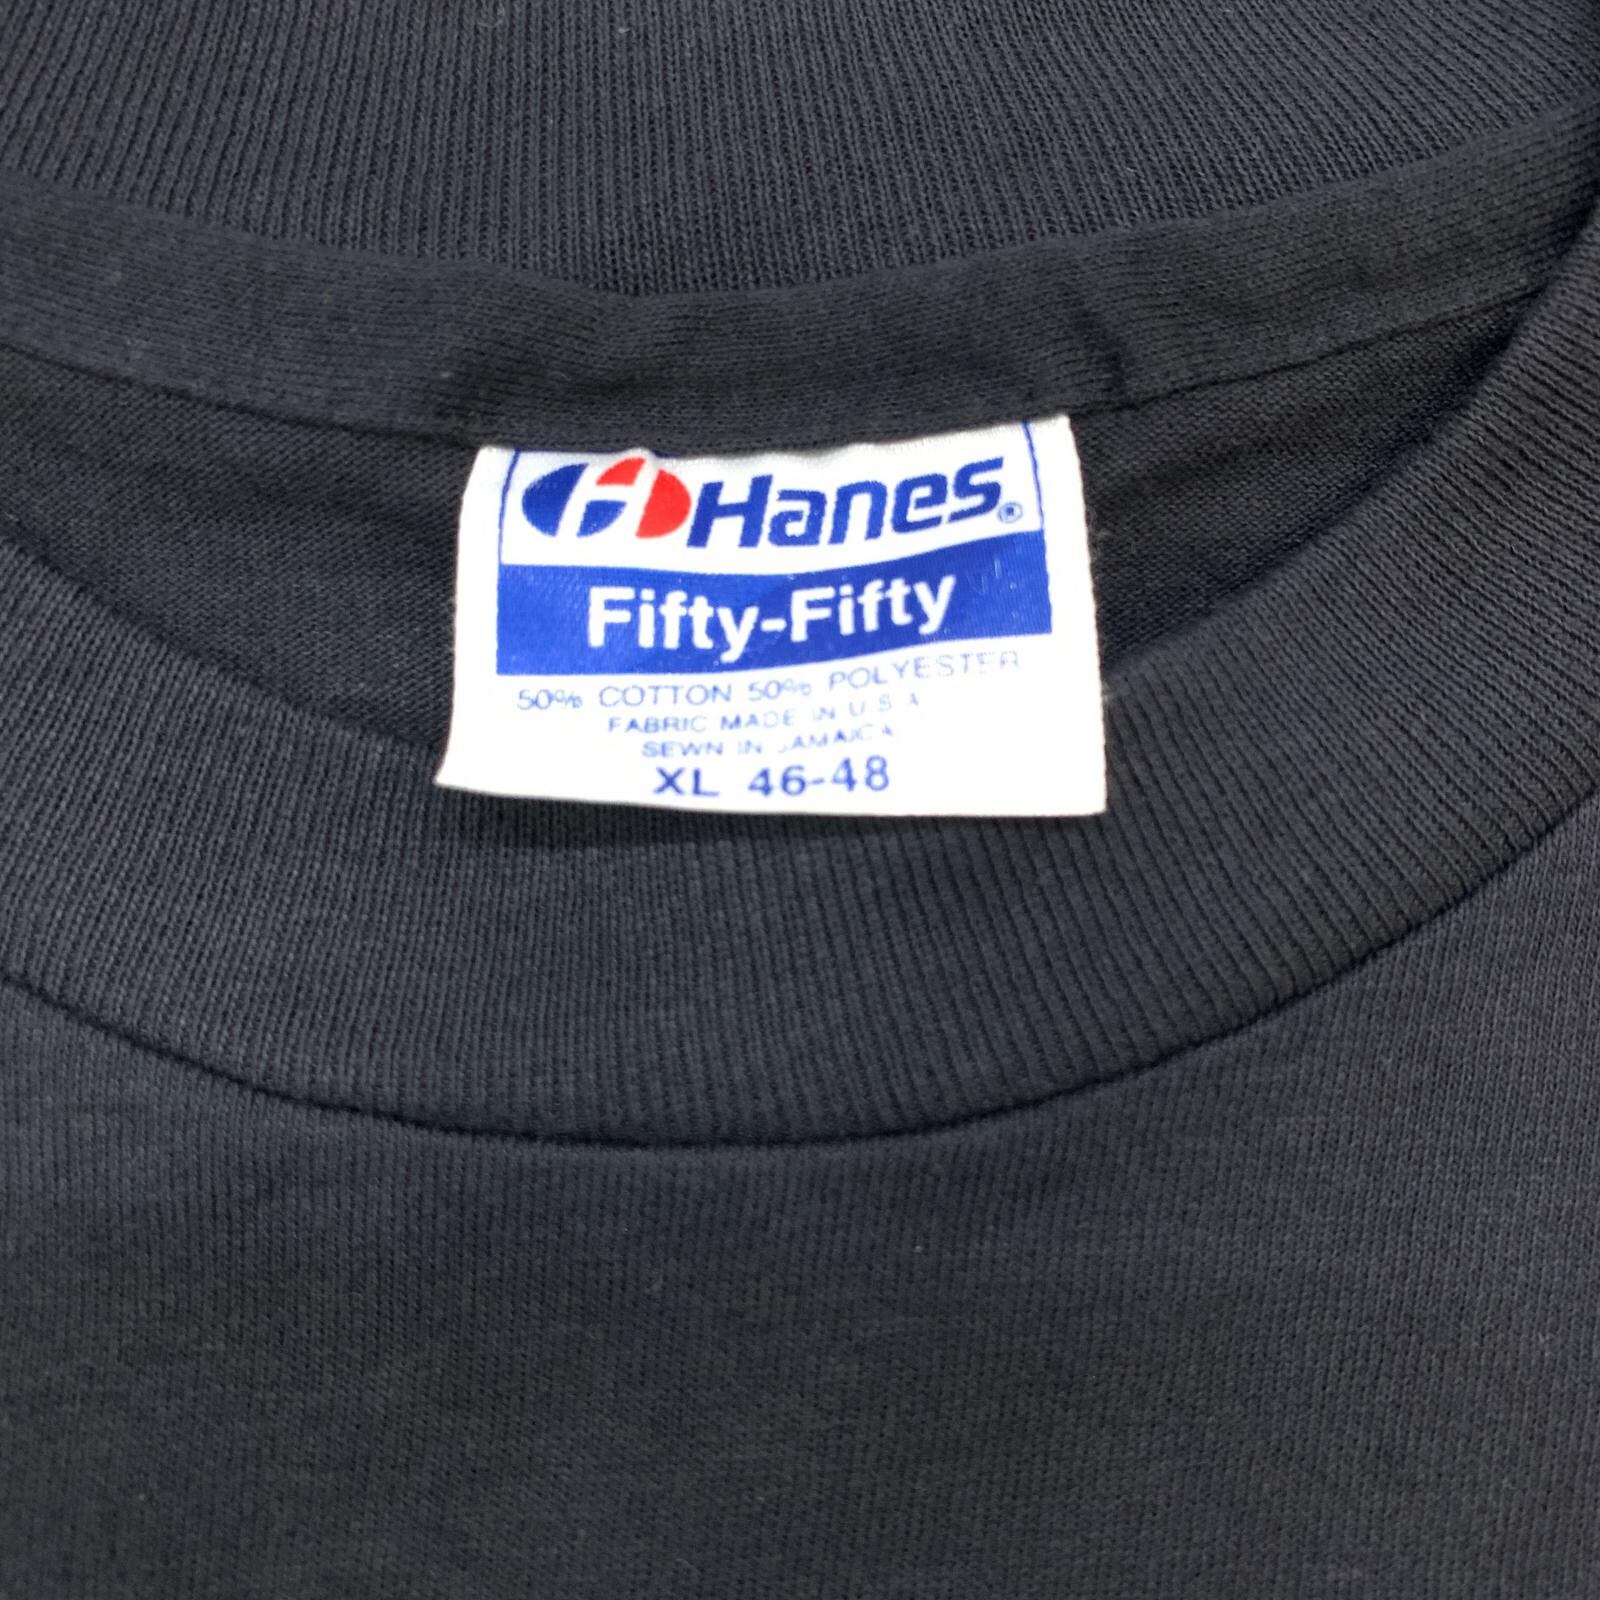 Hanes®
Fifty-Fifty
50% COTTON 50% POLYESTER
FABRIC MADE IN U S A
SEWN IN JAMAICA
XL 46-48